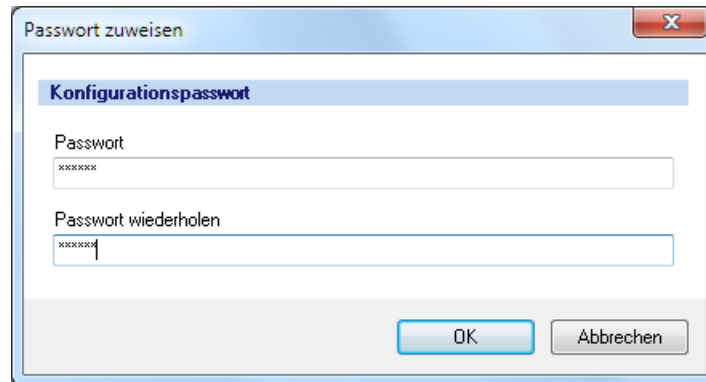 Passwort zuweisen
Konfigurationspasswort
Passwort
******
Passwort wiederholen
******
OK
Abbrechen